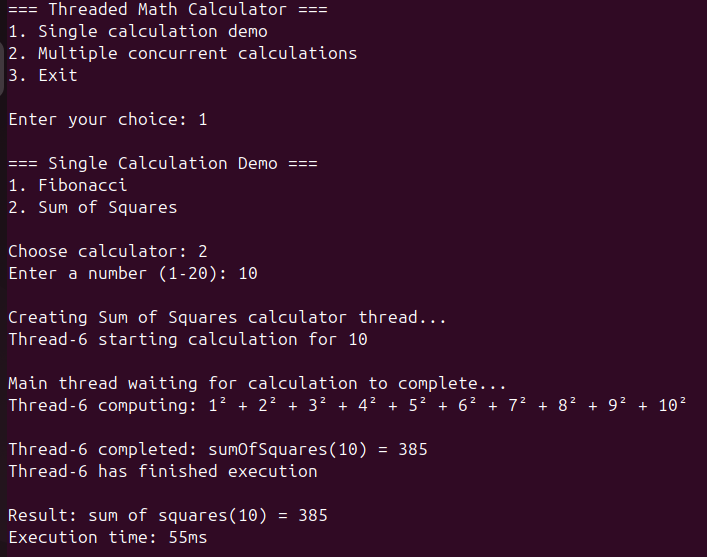 === Threaded Math Calculator ===
1. Single calculation demo
2. Multiple concurrent calculations
3. Exit
Enter your choice: 1
=== Single Calculation Demo ===
1. Fibonacci
2. Sum of Squares
Choose calculator: 2
Enter a number (1-20): 10
Creating Sum of Squares calculator thread...
Thread-6 starting calculation for 10
Main thread waiting for calculation to complete...
Thread-6 computing: 1² + 2² + 3² + 4² + 5² + 6² + 7² + 8² + 9² + 10²
Thread-6 completed: sumOfSquares(10) = 385
Thread-6 has finished execution
Result: sum of squares(10) = 385
Execution time: 55ms